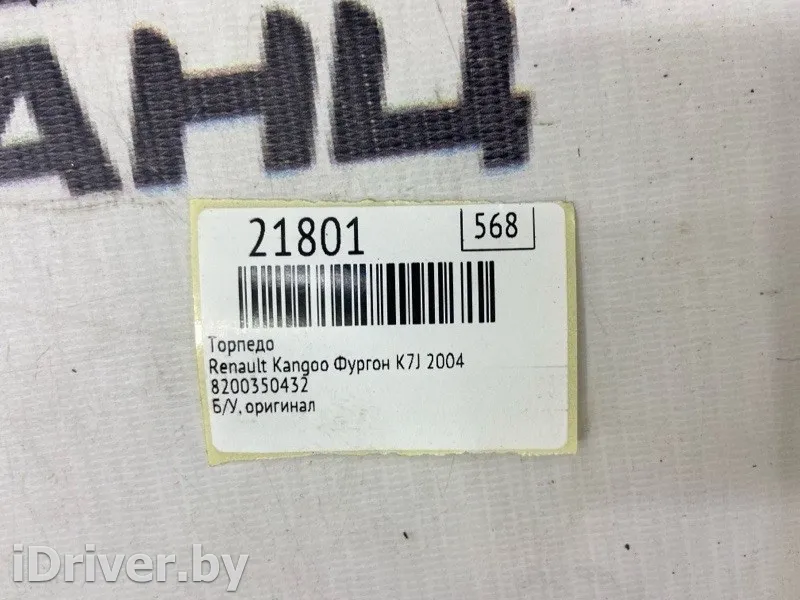 АНЦ
21801
568
Торпедо
Renault Kangoo Фургон K7J 2004
8200350432
Б/У, оригинал
iDriver.by